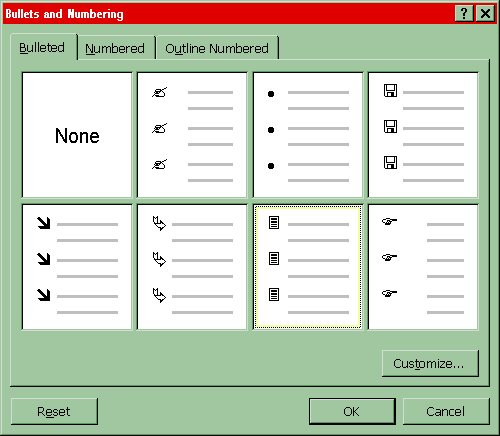 Bullets and Numbering
Bulleted Numbered Outline Numbered
None
Customize...
Reset OK Cancel